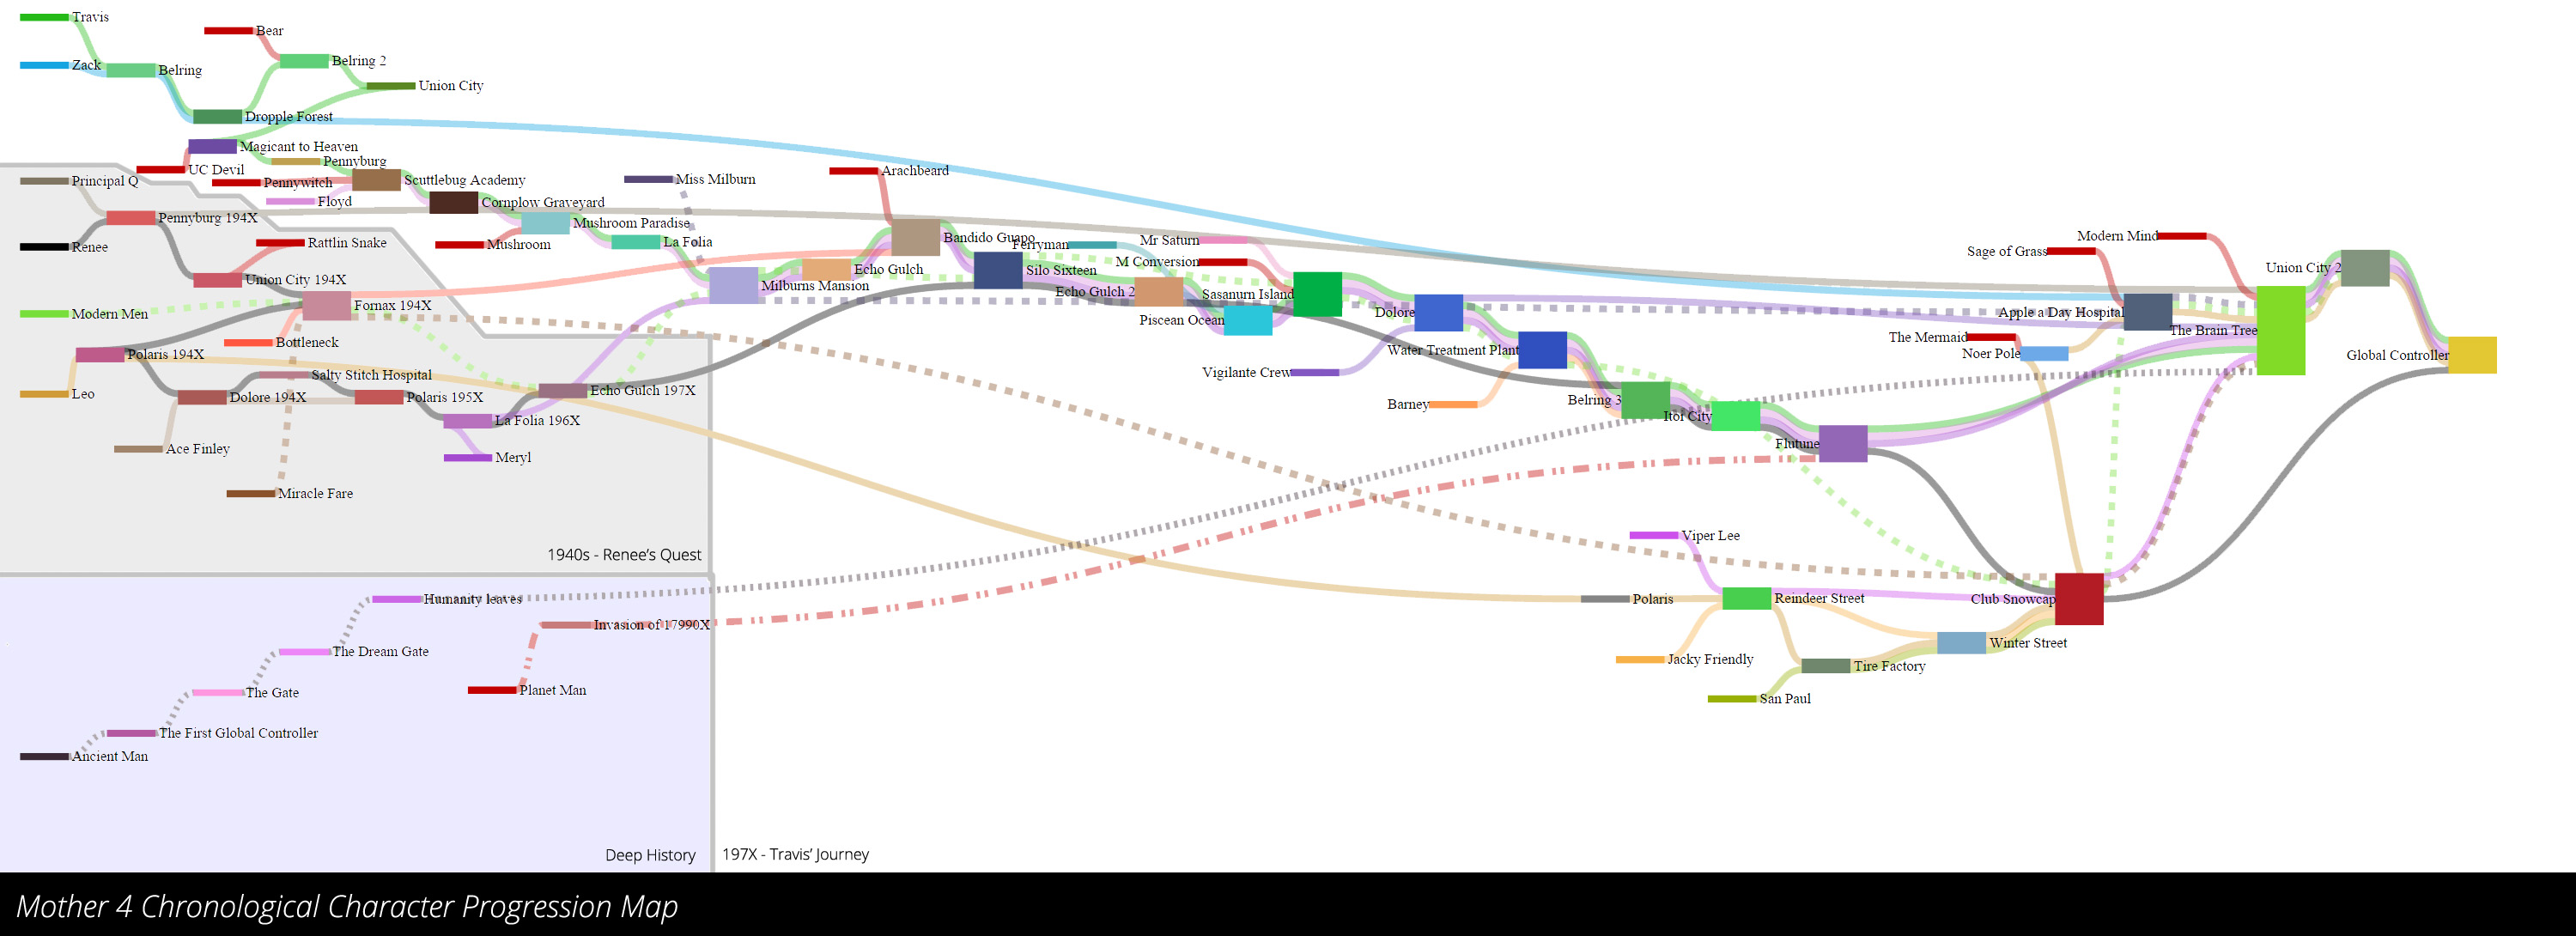 Travis
Bear
Zack
Belring
Belring 2
Union City
Dropple Forest
Magicant to Heaven
UC Devil
Pennyburg
Principal Q
Pennywitch
Scuttlebug Academy
Floyd
Cornplow Graveyard
Miss Milburn
Arachbeard
Pennyburg 194X
Mushroom Paradise
Renee
Rattlin Snake
Mushroom
La Folia
Bandido Guapo
Ferryman
Mr Saturn
Modern Mind
Sage of Grass
M Conversion
Union City 194X
Milburns Mansion
Echo Gulch
Silo Sixteen
Echo Gulch 2
Sasanurn Island
Union City 2
Fornax 194X
Modern Men
Piscean Ocean
Dolore
Apple a Day Hospital
The Brain Tree
Bottleneck
Polaris 194X
Water Treatment Plant
The Mermaid
Noer Pole
Global Controller
Salty Stitch Hospital
Vigilante Crew
Leo
Dolore 194X
Polaris 195X
Echo Gulch 197X
Barney
Belring 3
La Folia 196X
Itoi City
Ace Finley
Meryl
Flutune
Miracle Fare
1940s - Renee's Quest
Viper Lee
Humanity leaves
Polaris
Reindeer Street
Club Snowcap
Invasion of 17990X
Winter Street
The Dream Gate
Jacky Friendly
Tire Factory
The Gate
Planet Man
San Paul
The First Global Controller
Ancient Man
Deep History
197X - Travis' Journey
Mother 4 Chronological Character Progression Map